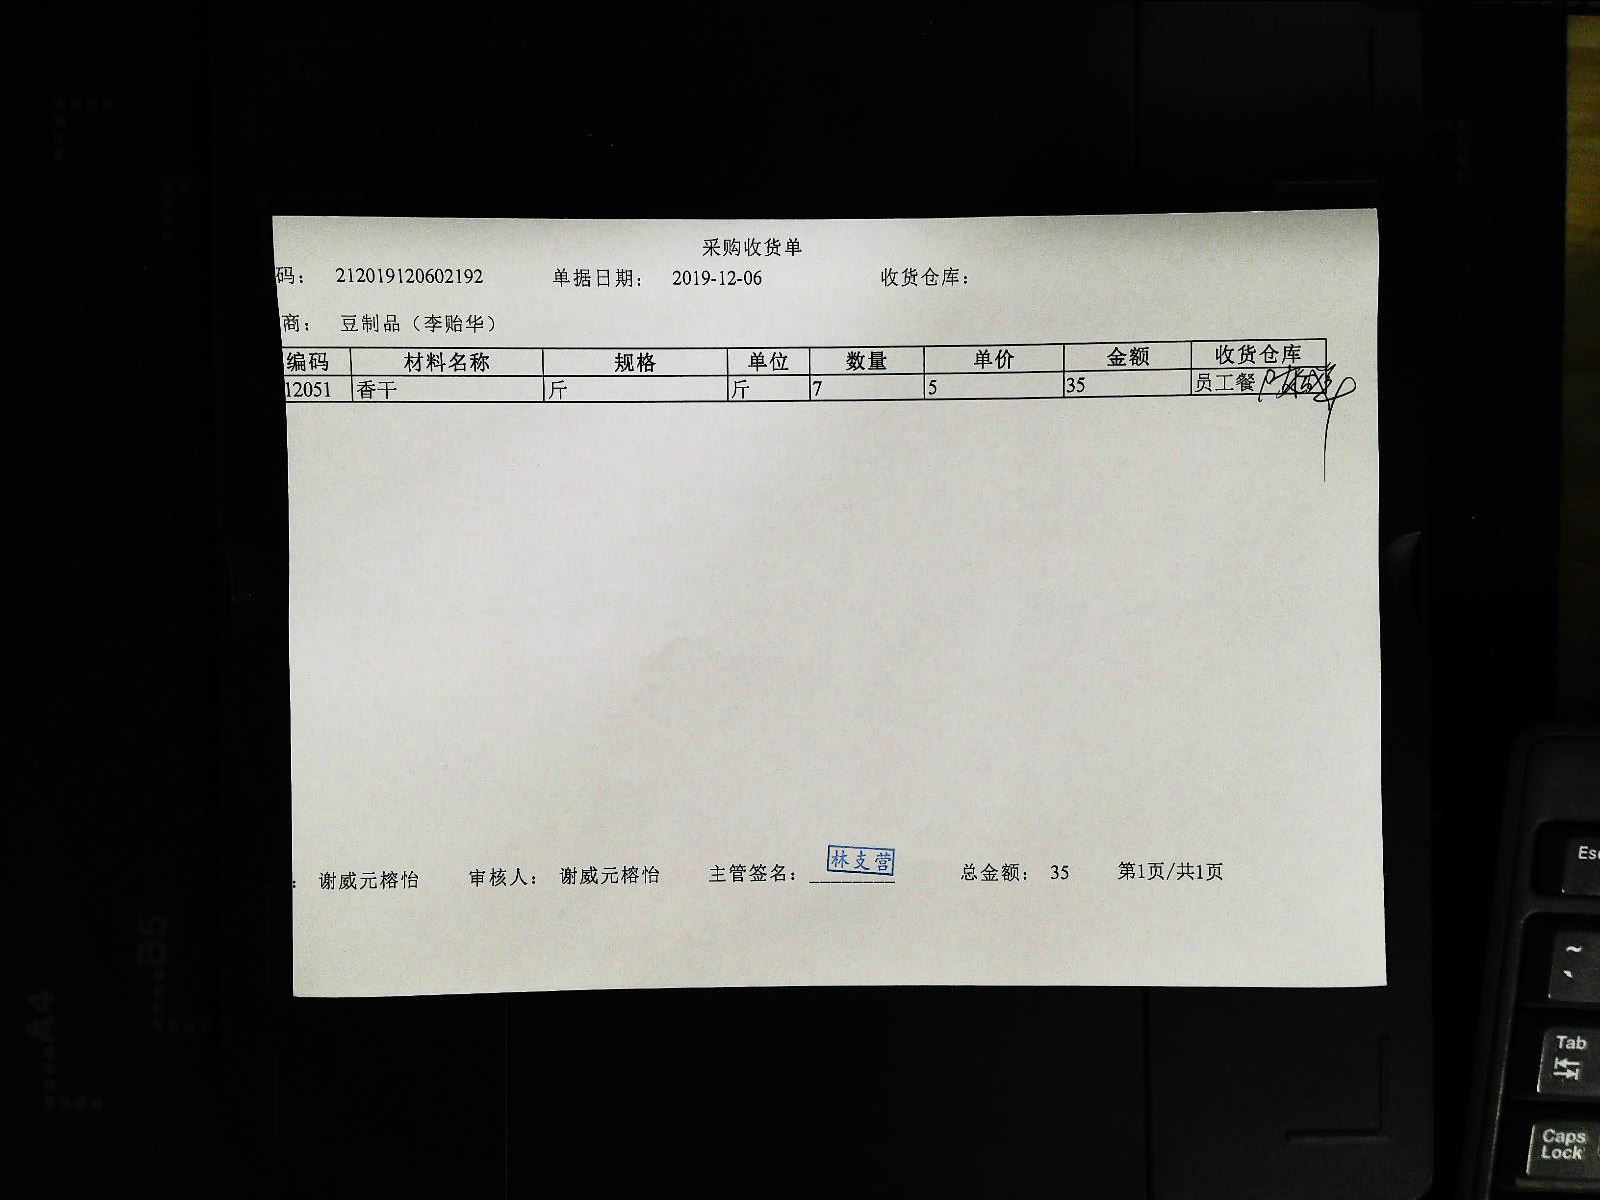 采购收货单
码： 212019120602192 单据日期： 2019-12-06 收货仓库：
商： 豆制品（李贻华）
编码 材料名称 规格 单位 数量 单价 金额 收货仓库
12051 香干 斤 斤 7 5 35 员工餐
： 谢威元榕怡 审核人： 谢威元榕怡 主管签名： 林支营 总金额： 35 第1页/共1页
Esc
~
Tab
Caps
Lock
B5
A4